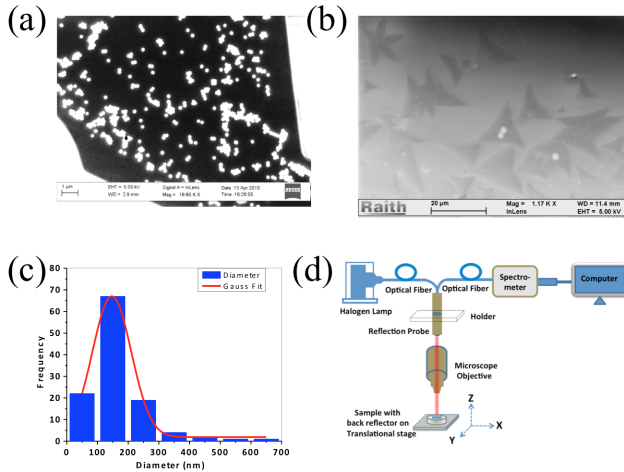 (a)
1 µm
EHT = 5.00 kV
WD = 2.9 mm
Signal A = InLens
Mag = 18.66 K X
Date :13 Apr 2015
Time :16:26:05
ZEISS
(b)
Raith
20 µm
Mag = 1.17 K X
InLens
WD = 11.4 mm
EHT = 5.00 kV
(c)
Diameter
Gauss Fit
Frequency
80
70
60
50
40
30
20
10
0
0 100 200 300 400 500 600 700
Diameter (nm)
(d)
Halogen Lamp
Optical Fiber
Optical Fiber
Spectro-
meter
Computer
Holder
Reflection Probe
Microscope
Objective
Sample with
back reflector on
Translational stage
Z
X
Y